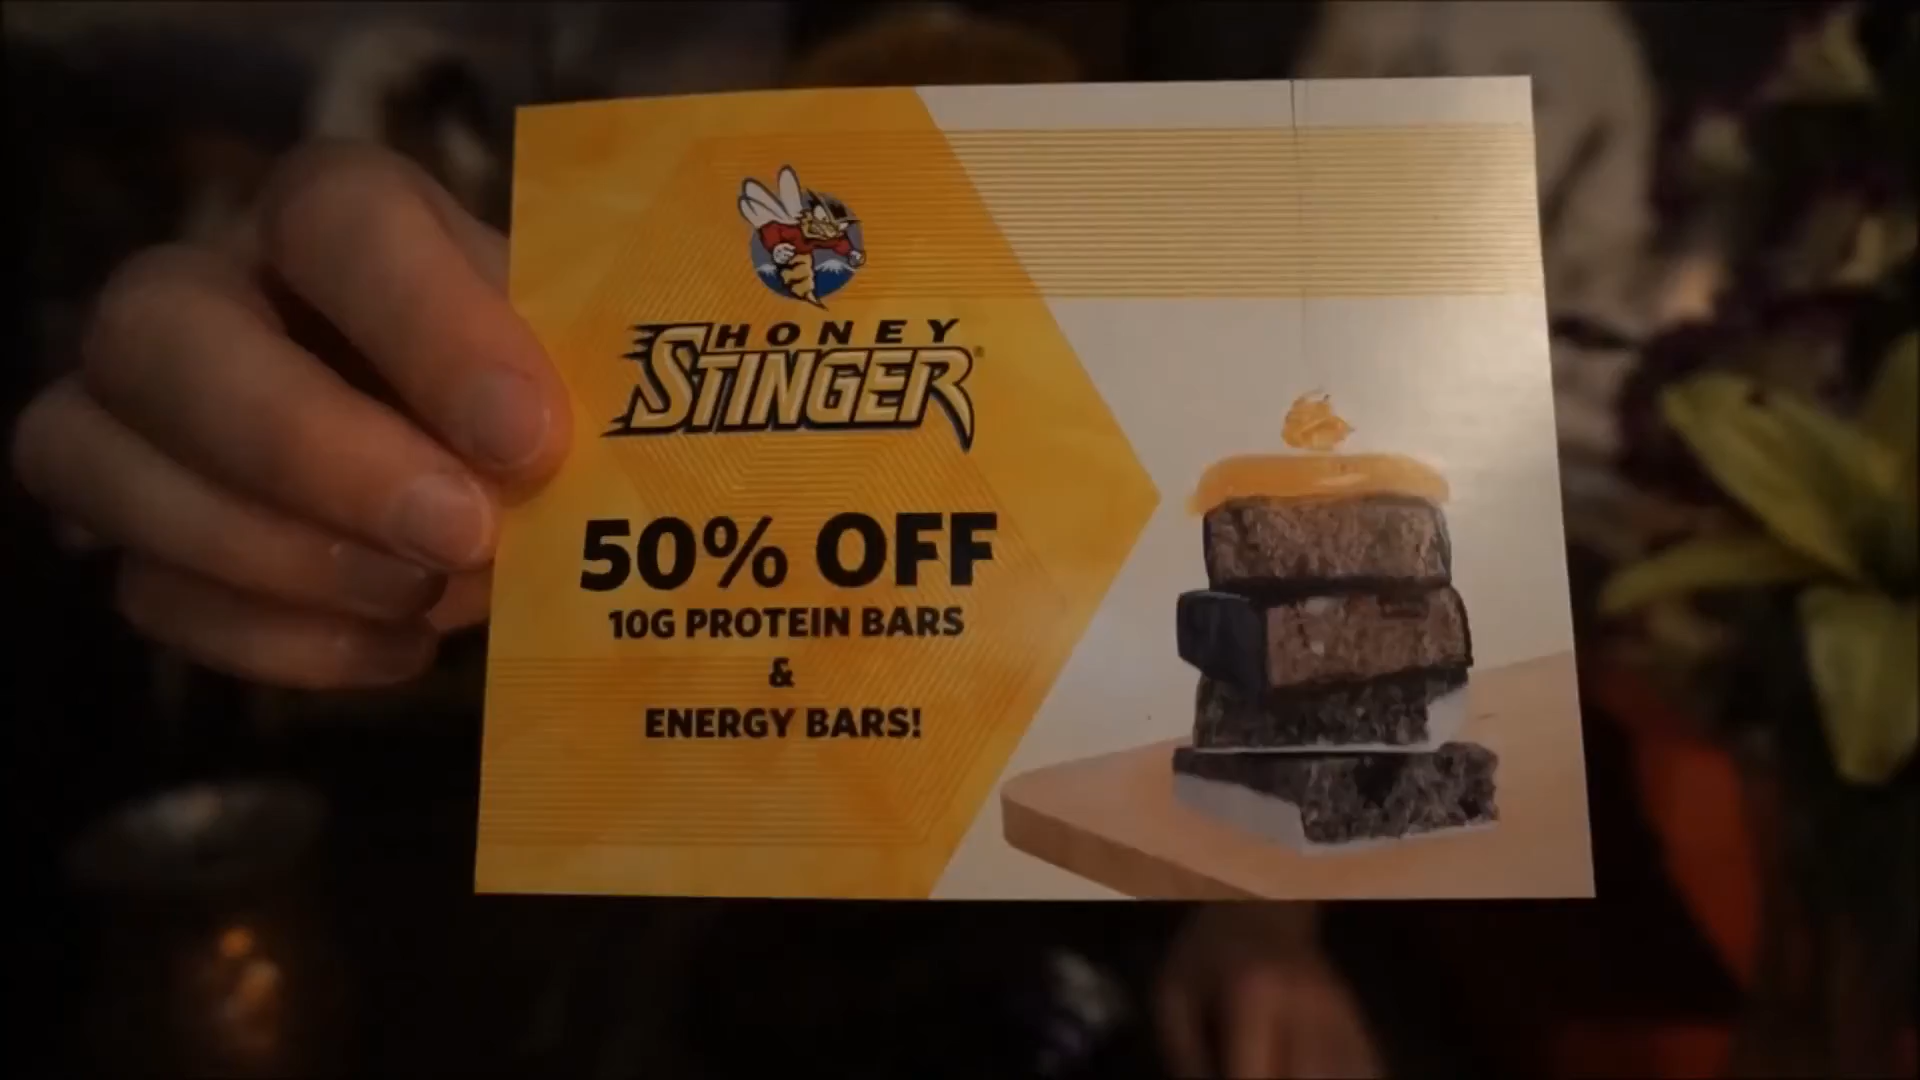 HONEY
STINGER®
50% OFF
10G PROTEIN BARS
&
ENERGY BARS!